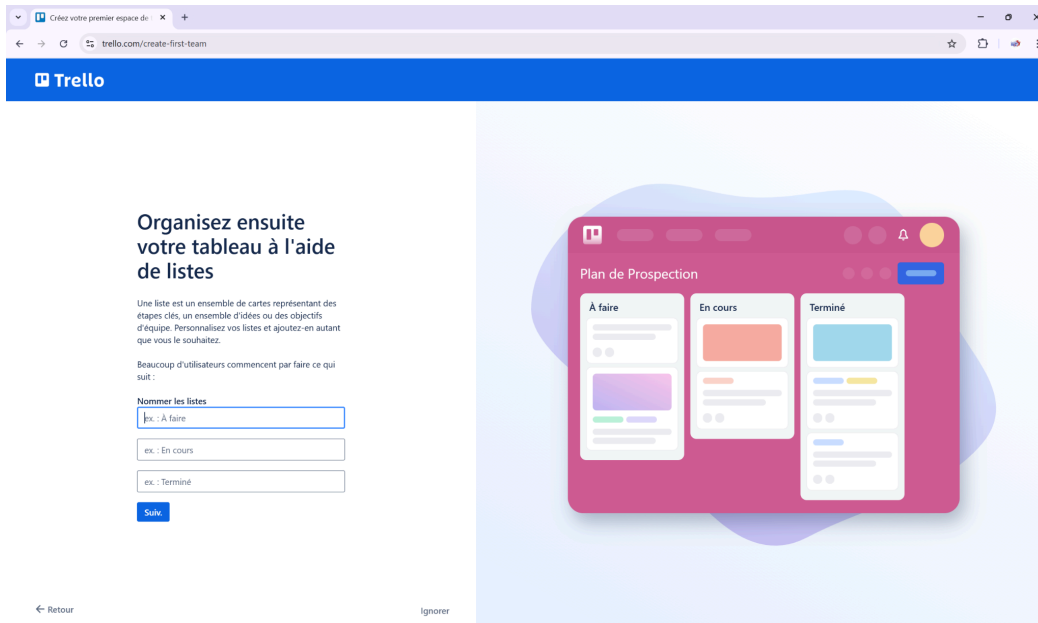 Créez votre premier espace de
trello.com/create-first-team
Trello
Organisez ensuite
votre tableau à l'aide
de listes
Une liste est un ensemble de cartes représentant des
étapes clés, un ensemble d'idées ou des objectifs
d'équipe. Personnalisez vos listes et ajoutez-en autant
que vous le souhaitez.
Beaucoup d'utilisateurs commencent par faire ce qui
suit :
Nommer les listes
ex. : À faire
ex. : En cours
ex. : Terminé
Suiv.
Retour
Ignorer
Plan de Prospection
À faire
En cours
Terminé